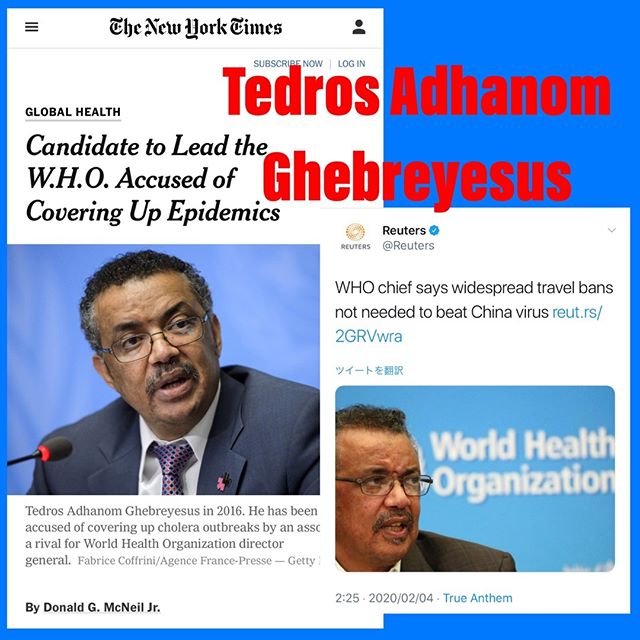 The New York Times
SUBSCRIBE NOW | LOG IN
Tedros Adhanom
Ghebreyesus
GLOBAL HEALTH
Candidate to Lead the
W.H.O. Accused of
Covering Up Epidemics
Tedros Adhanom Ghebreyesus in 2016. He has been
accused of covering up cholera outbreaks by an asso
a rival for World Health Organization director
general. Fabrice Coffrini/Agence France-Presse — Getty
By Donald G. McNeil Jr.
REUTERS
Reuters
@Reuters
WHO chief says widespread travel bans
not needed to beat China virus reut.rs/
2GRVwra
ツイートを翻訳
World Health
Organization
2:25 · 2020/02/04 · True Anthem